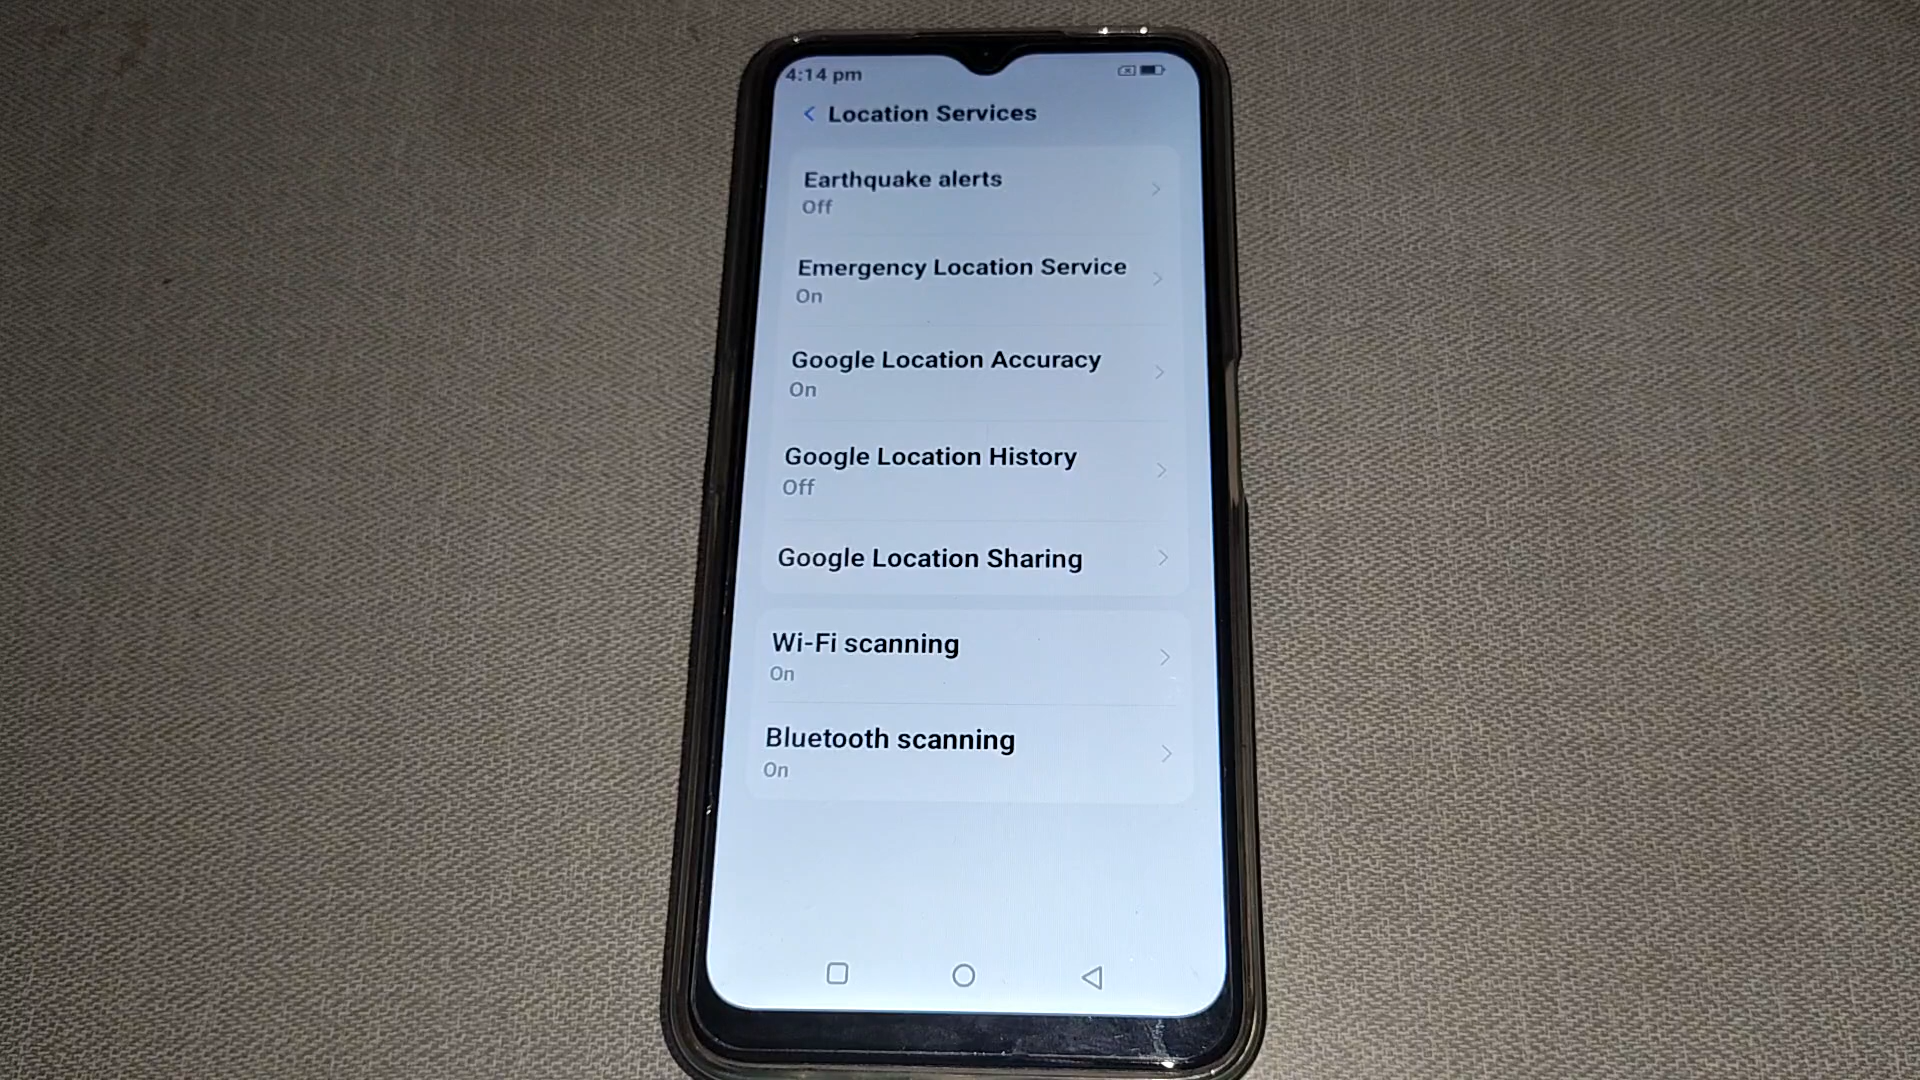 4:14 pm
Location Services
Earthquake alerts
Off
Emergency Location Service
On
Google Location Accuracy
On
Google Location History
Off
Google Location Sharing
Wi-Fi scanning
On
Bluetooth scanning
On